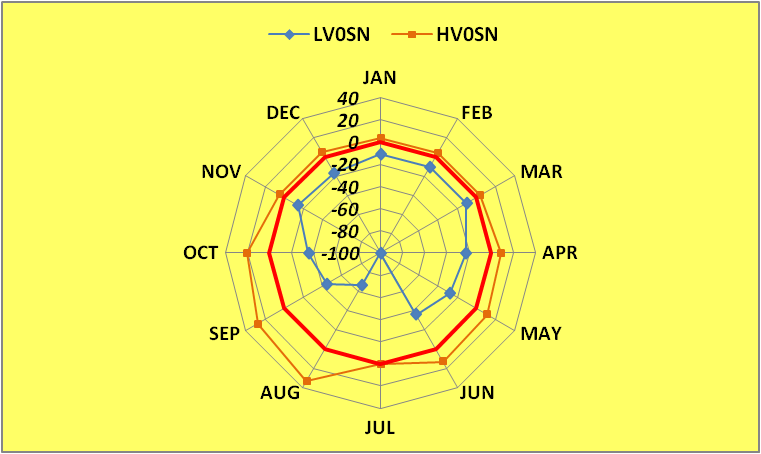 LV0SN HV0SN
JAN
40
DEC FEB
20
0
NOV -20 MAR
-40
-60
-80
OCT -100 APR
SEP MAY
AUG JUN
JUL